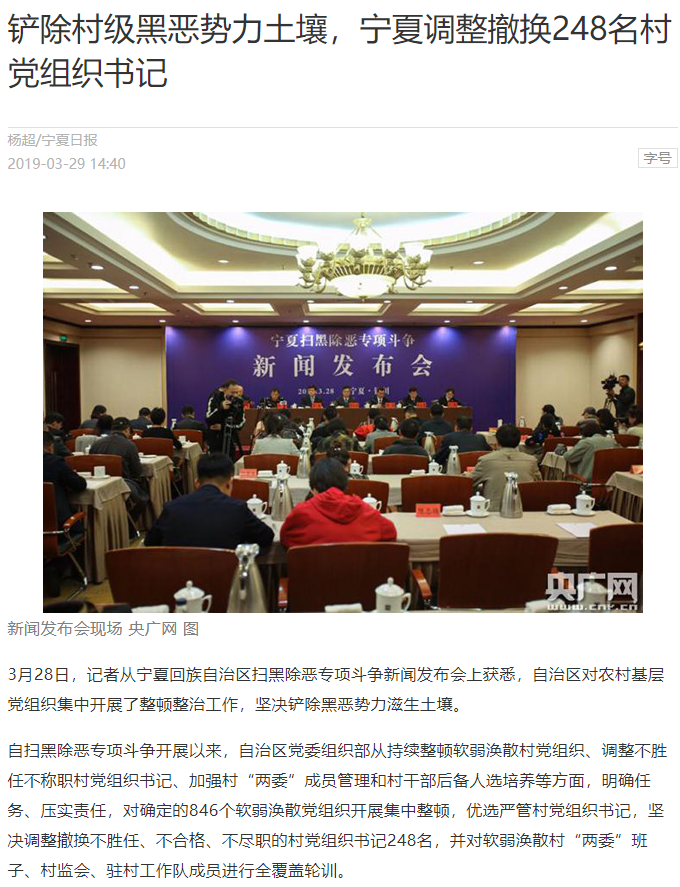 铲除村级黑恶势力土壤，宁夏调整撤换248名村
党组织书记
杨超/宁夏日报
2019-03-29 14:40
字号
宁夏扫黑除恶专项斗争
新闻发布会
宁夏·银川
央广网
www.cnr.cn
新闻发布会现场 央广网 图
3月28日，记者从宁夏回族自治区扫黑除恶专项斗争新闻发布会上获悉，自治区对农村基层
党组织集中开展了整顿整治工作，坚决铲除黑恶势力滋生土壤。
自扫黑除恶专项斗争开展以来，自治区党委组织部从持续整顿软弱涣散村党组织、调整不胜
任不称职村党组织书记、加强村“两委”成员管理和村干部后备人选培养等方面，明确任
务、压实责任，对确定的846个软弱涣散党组织开展集中整顿，优选严管村党组织书记，坚
决调整撤换不胜任、不合格、不尽职的村党组织书记248名，并对软弱涣散村“两委”班
子、村监会、驻村工作队成员进行全覆盖轮训。